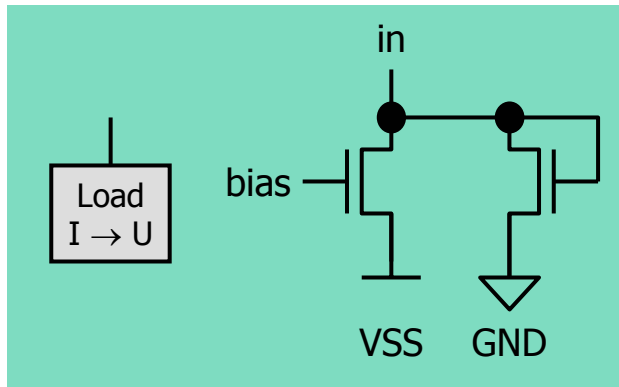 in
bias
Load
I → U
VSS
GND